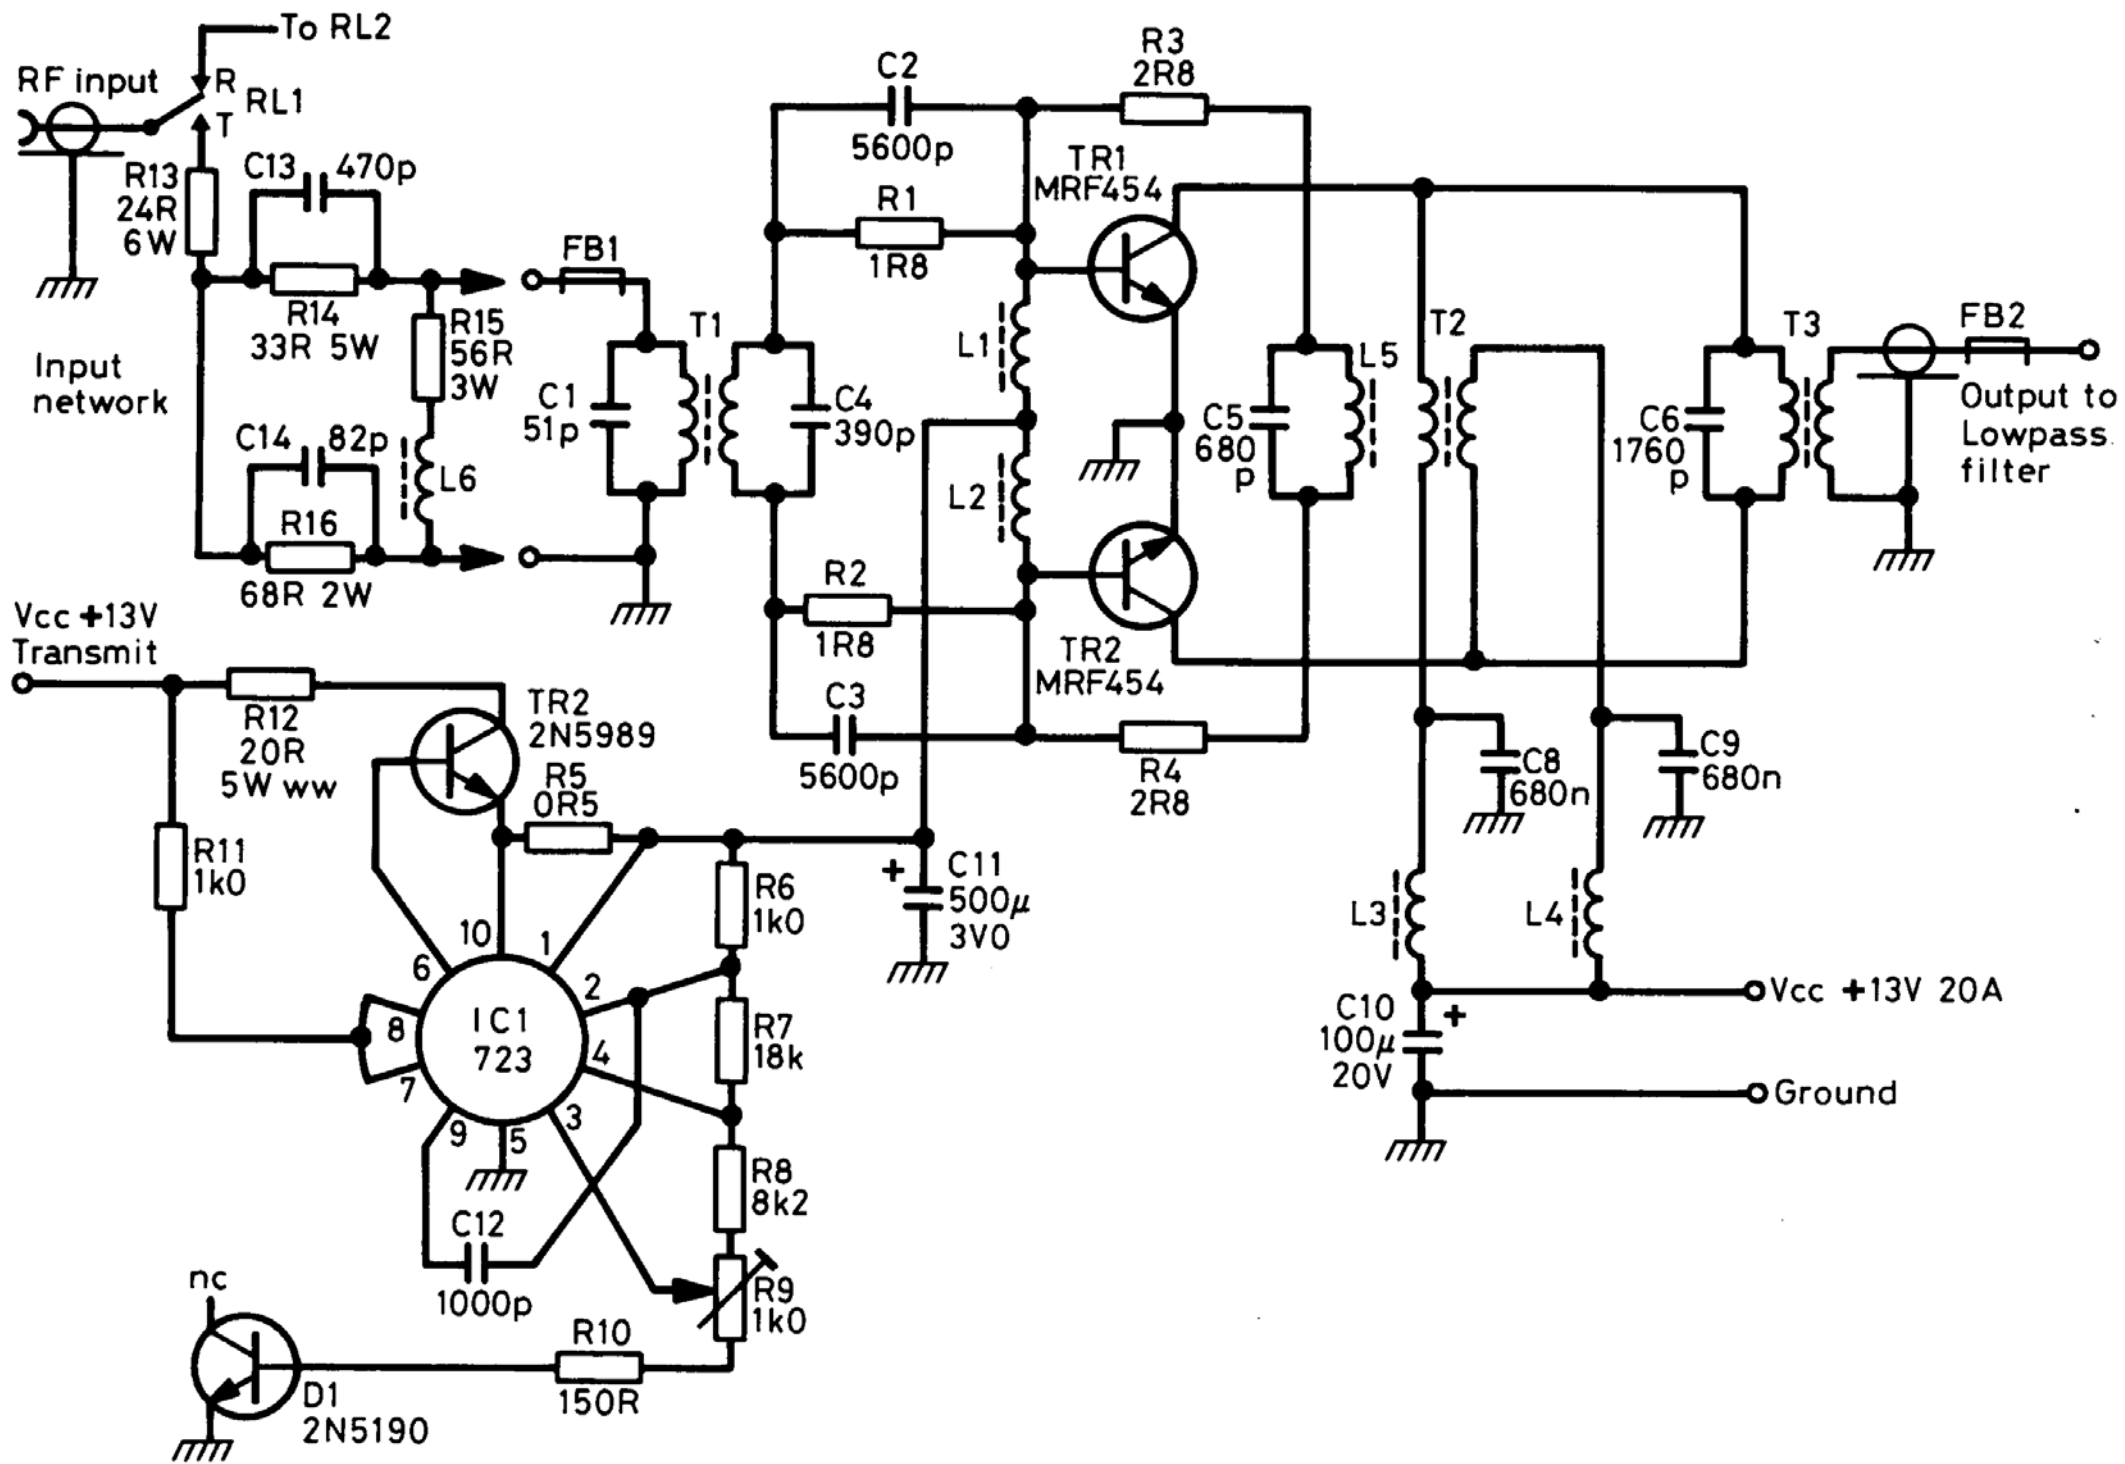 To RL2
RF input
R
RL1
T
R13
24R
6W
C13 470p
R14
33R 5W
Input
network
R15
56R
3W
C14 82p
L6
R16
68R 2W
FB1
C1
51p
T1
C4
390p
C2
5600p
R1
1R8
R3
2R8
TR1
MRF454
L1
L2
R2
1R8
C3
5600p
TR2
MRF454
R4
2R8
C5
680
p
L5
T2
C6
1760
p
T3
FB2
Output to
Lowpass
filter
Vcc +13V
Transmit
R12
20R
5W ww
TR2
2N5989
R5
0R5
R11
1k0
R6
1k0
C11
+
500μ
3V0
C8
680n
C9
680n
L3
L4
10
1
6
2
8
IC1
723
4
7
3
9
5
R7
18k
R8
8k2
R9
1k0
C12
1000p
nc
D1
2N5190
R10
150R
C10
+
100μ
20V
Vcc +13V 20A
Ground